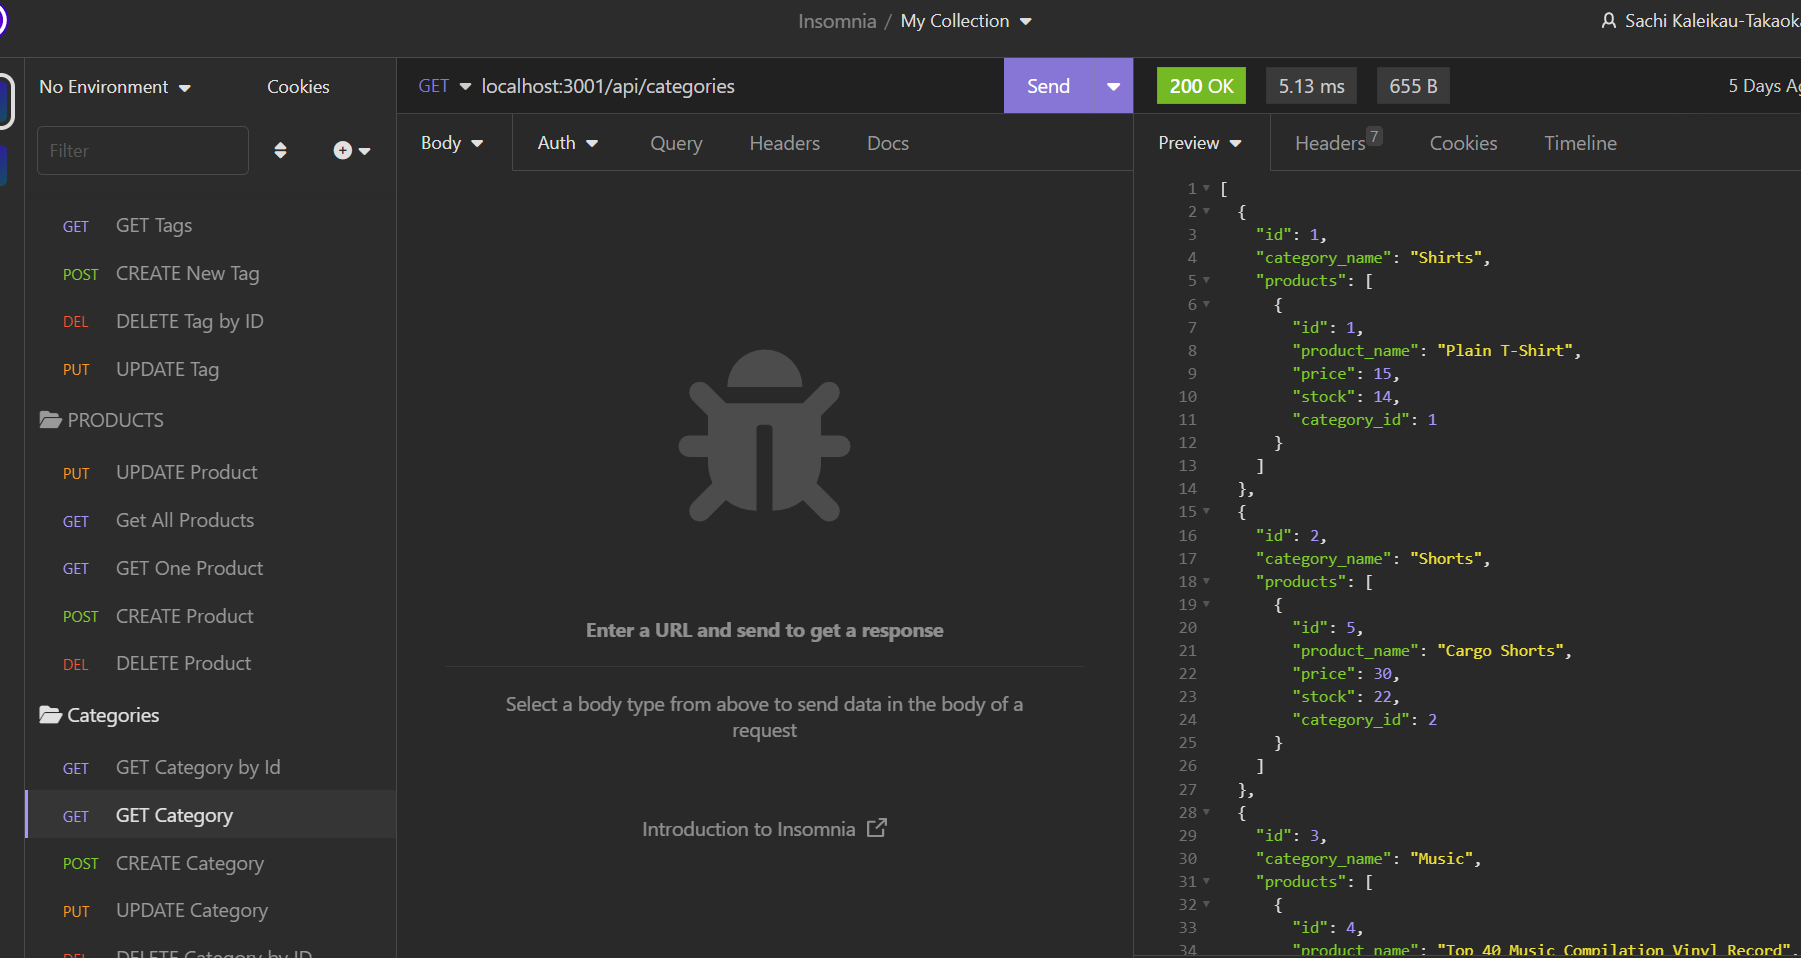 Insomnia / My Collection
Sachi Kaleikau-Takaoka
No Environment
Cookies
Filter
GET GET Tags
POST CREATE New Tag
DEL DELETE Tag by ID
PUT UPDATE Tag
PRODUCTS
PUT UPDATE Product
GET Get All Products
GET GET One Product
POST CREATE Product
DEL DELETE Product
Categories
GET GET Category by Id
GET GET Category
POST CREATE Category
PUT UPDATE Category
DEL DELETE Category by ID
GET localhost:3001/api/categories
Send
Body Auth Query Headers Docs
Enter a URL and send to get a response
Select a body type from above to send data in the body of a
request
Introduction to Insomnia
200 OK 5.13 ms 655 B 5 Days Ag
Preview Headers 7 Cookies Timeline
1 [
2 {
3 "id": 1,
4 "category_name": "Shirts",
5 "products": [
6 {
7 "id": 1,
8 "product_name": "Plain T-Shirt",
9 "price": 15,
10 "stock": 14,
11 "category_id": 1
12 }
13 ]
14 },
15 {
16 "id": 2,
17 "category_name": "Shorts",
18 "products": [
19 {
20 "id": 5,
21 "product_name": "Cargo Shorts",
22 "price": 30,
23 "stock": 22,
24 "category_id": 2
25 }
26 ]
27 },
28 {
29 "id": 3,
30 "category_name": "Music",
31 "products": [
32 {
33 "id": 4,
34 "product_name": "Top 40 Music Compilation Vinyl Record",